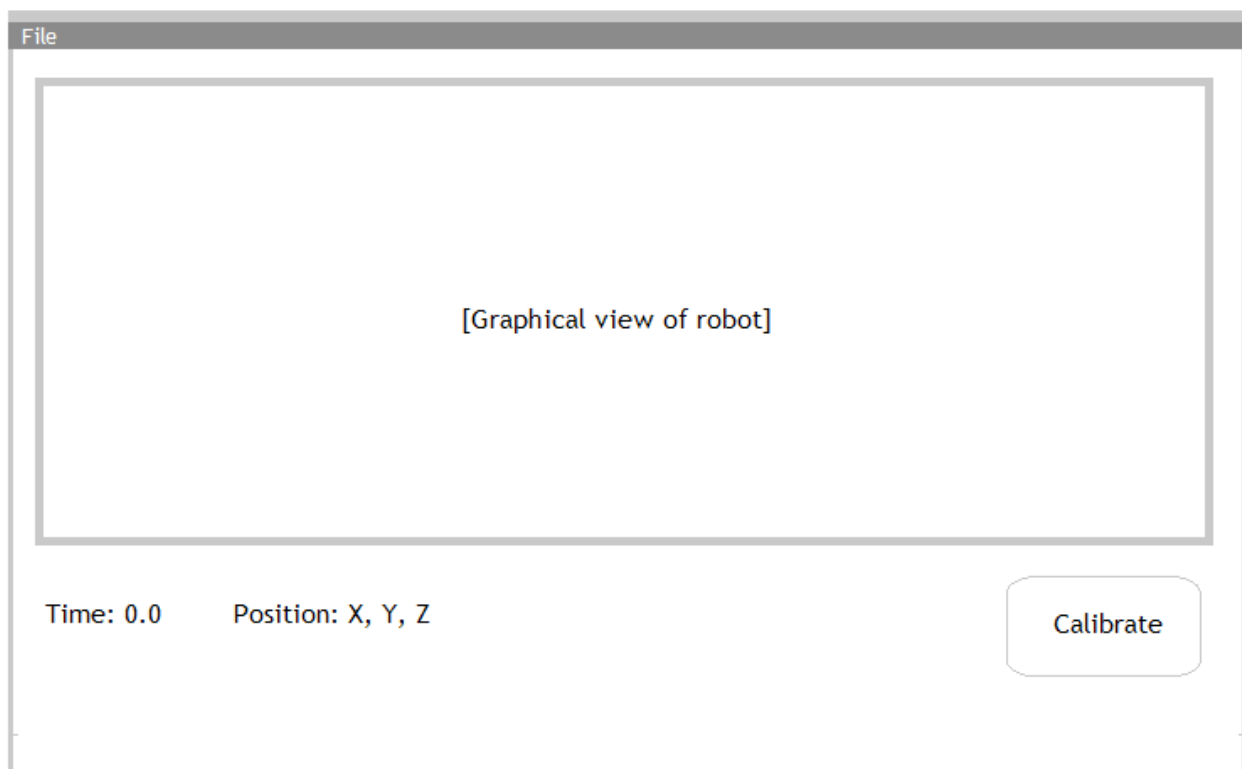 File
[Graphical view of robot]
Time: 0.0 Position: X, Y, Z
Calibrate